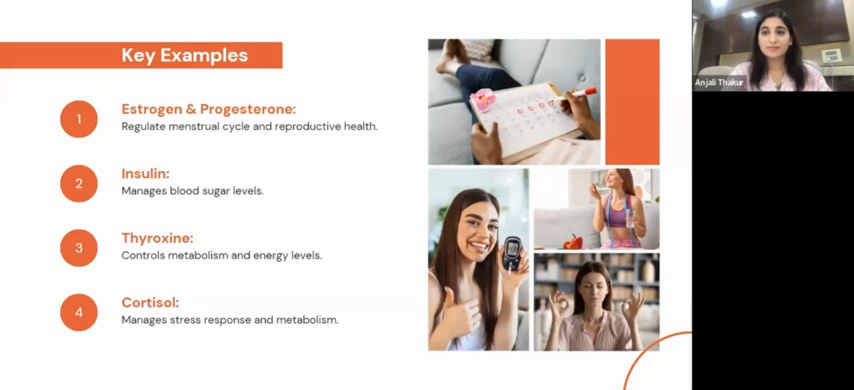 Key Examples
1
Estrogen & Progesterone:
Regulate menstrual cycle and reproductive health.
2
Insulin:
Manages blood sugar levels.
3
Thyroxine:
Controls metabolism and energy levels.
4
Cortisol:
Manages stress response and metabolism.
Anjali Thakur